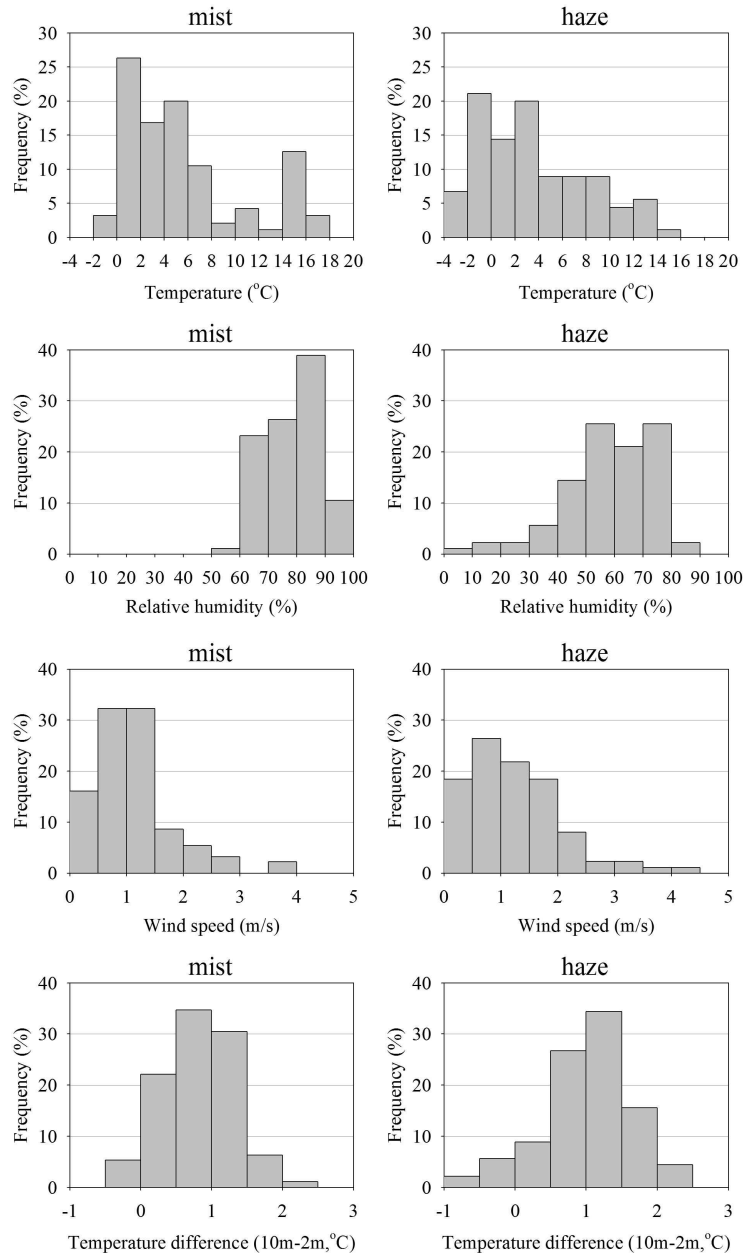 mist
haze
Frequency (%)
30
25
20
15
10
5
0
-4 -2 0 2 4 6 8 10 12 14 16 18 20
Temperature (°C)
Frequency (%)
30
25
20
15
10
5
0
-4 -2 0 2 4 6 8 10 12 14 16 18 20
Temperature (°C)
mist
haze
Frequency (%)
40
30
20
10
0
0 10 20 30 40 50 60 70 80 90 100
Relative humidity (%)
Frequency (%)
40
30
20
10
0
0 10 20 30 40 50 60 70 80 90 100
Relative humidity (%)
mist
haze
Frequency (%)
40
30
20
10
0
0 1 2 3 4 5
Wind speed (m/s)
Frequency (%)
40
30
20
10
0
0 1 2 3 4 5
Wind speed (m/s)
mist
haze
Frequency (%)
40
30
20
10
0
-1 0 1 2 3
Temperature difference (10m-2m,°C)
Frequency (%)
40
30
20
10
0
-1 0 1 2 3
Temperature difference (10m-2m,°C)